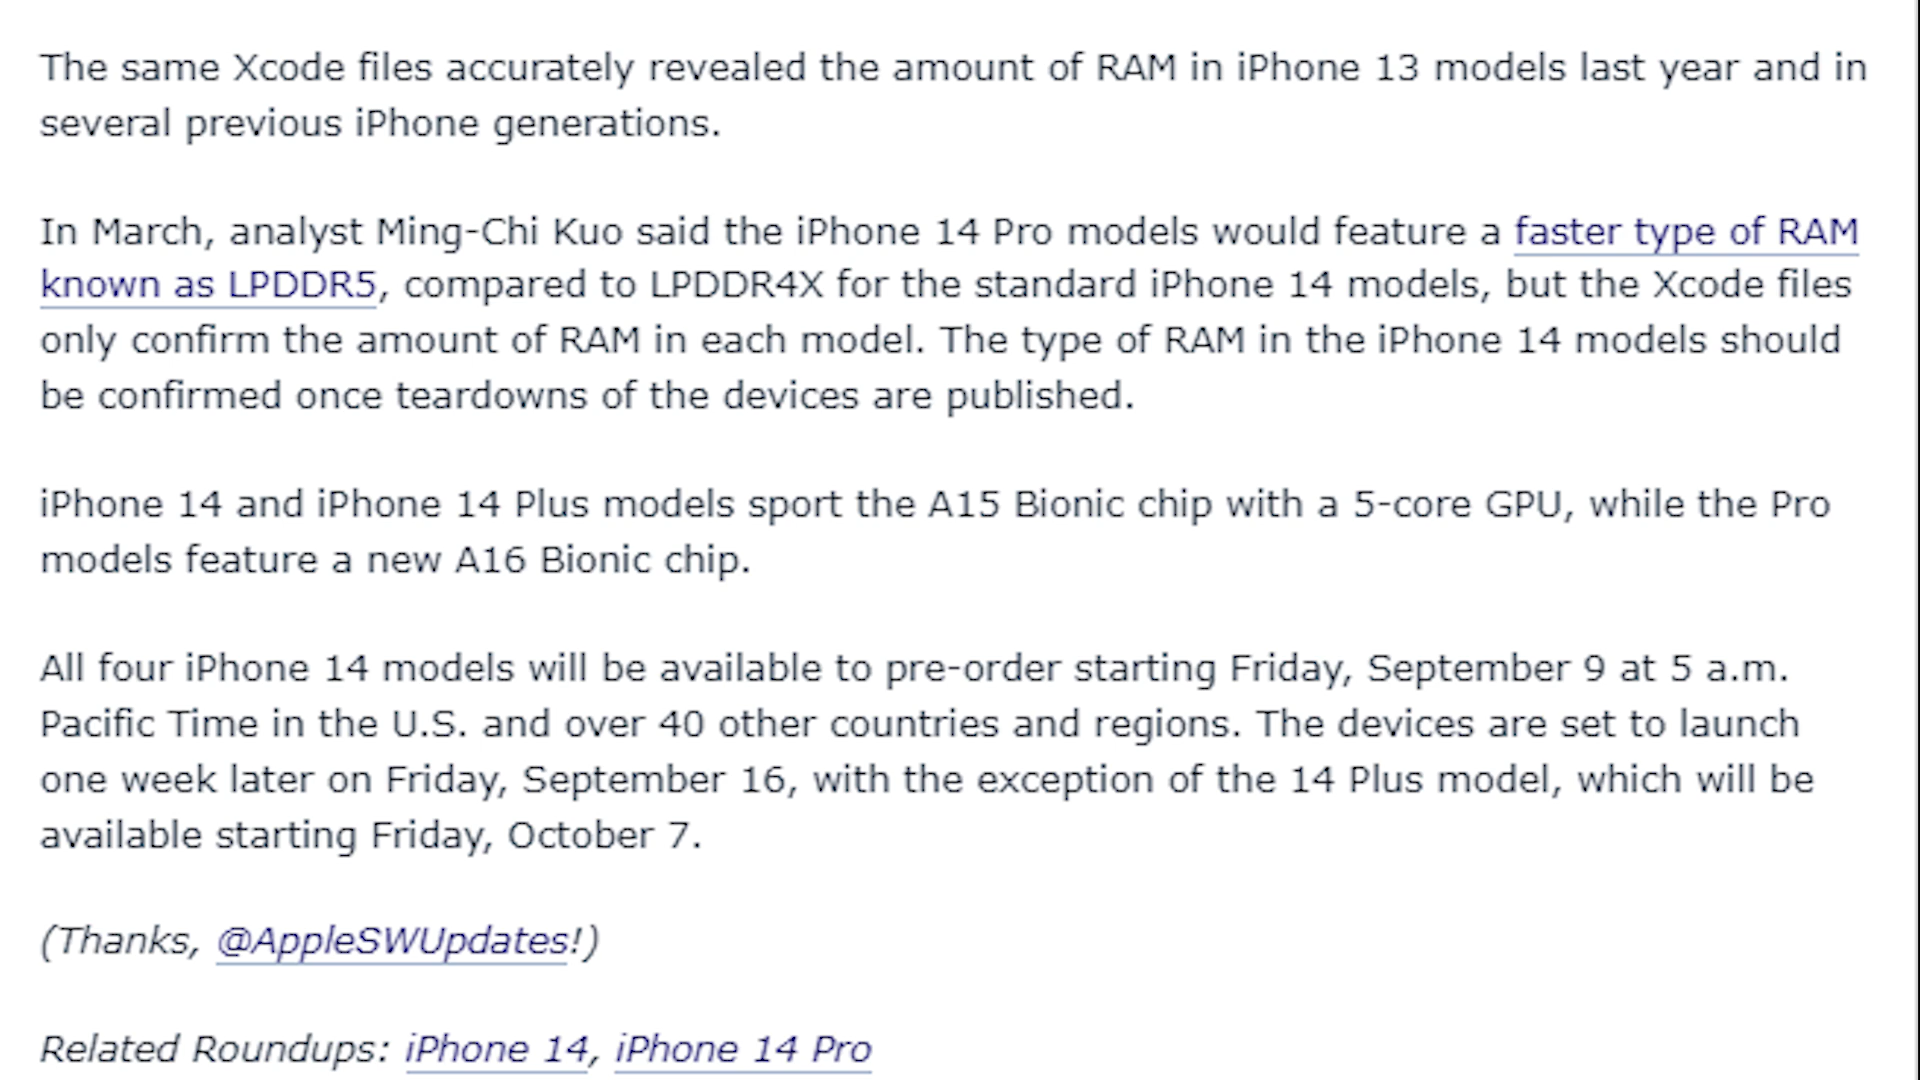 The same Xcode files accurately revealed the amount of RAM in iPhone 13 models last year and in
several previous iPhone generations.
In March, analyst Ming-Chi Kuo said the iPhone 14 Pro models would feature a faster type of RAM
known as LPDDR5, compared to LPDDR4X for the standard iPhone 14 models, but the Xcode files
only confirm the amount of RAM in each model. The type of RAM in the iPhone 14 models should
be confirmed once teardowns of the devices are published.
iPhone 14 and iPhone 14 Plus models sport the A15 Bionic chip with a 5-core GPU, while the Pro
models feature a new A16 Bionic chip.
All four iPhone 14 models will be available to pre-order starting Friday, September 9 at 5 a.m.
Pacific Time in the U.S. and over 40 other countries and regions. The devices are set to launch
one week later on Friday, September 16, with the exception of the 14 Plus model, which will be
available starting Friday, October 7.
(Thanks, @AppleSWUpdates!)
Related Roundups: iPhone 14, iPhone 14 Pro